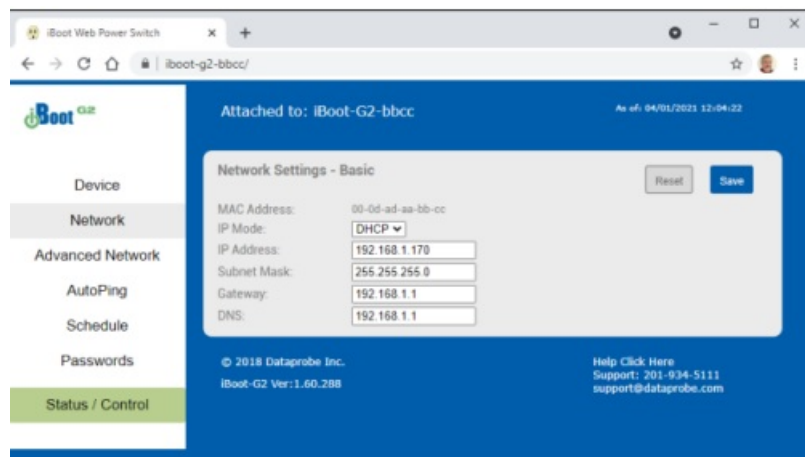 iBoot Web Power Switch
iboot-g2-bbcc/
iBoot G2
Attached to: iBoot-G2-bbcc
As of: 04/01/2021 12:04:22
Device
Network
Advanced Network
AutoPing
Schedule
Passwords
Status / Control
Network Settings - Basic
Reset
Save
MAC Address: 00-0d-ad-aa-bb-cc
IP Mode: DHCP
IP Address: 192.168.1.170
Subnet Mask: 255.255.255.0
Gateway: 192.168.1.1
DNS: 192.168.1.1
© 2018 Dataprobe Inc.
iBoot-G2 Ver:1.60.288
Help Click Here
Support: 201-934-5111
support@dataprobe.com